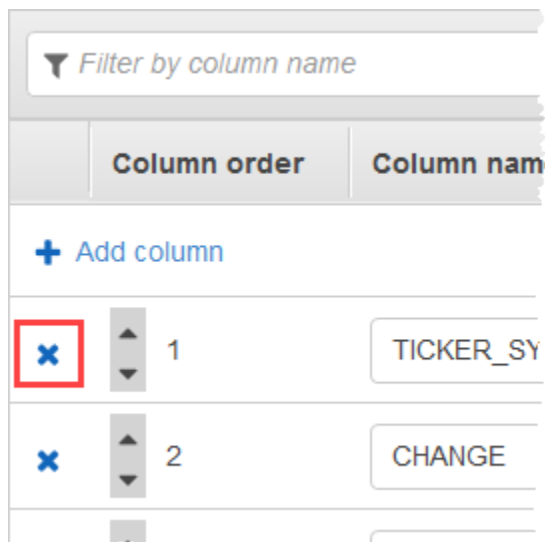 Filter by column name
Column order Column nam
Add column
1 TICKER_SY
2 CHANGE